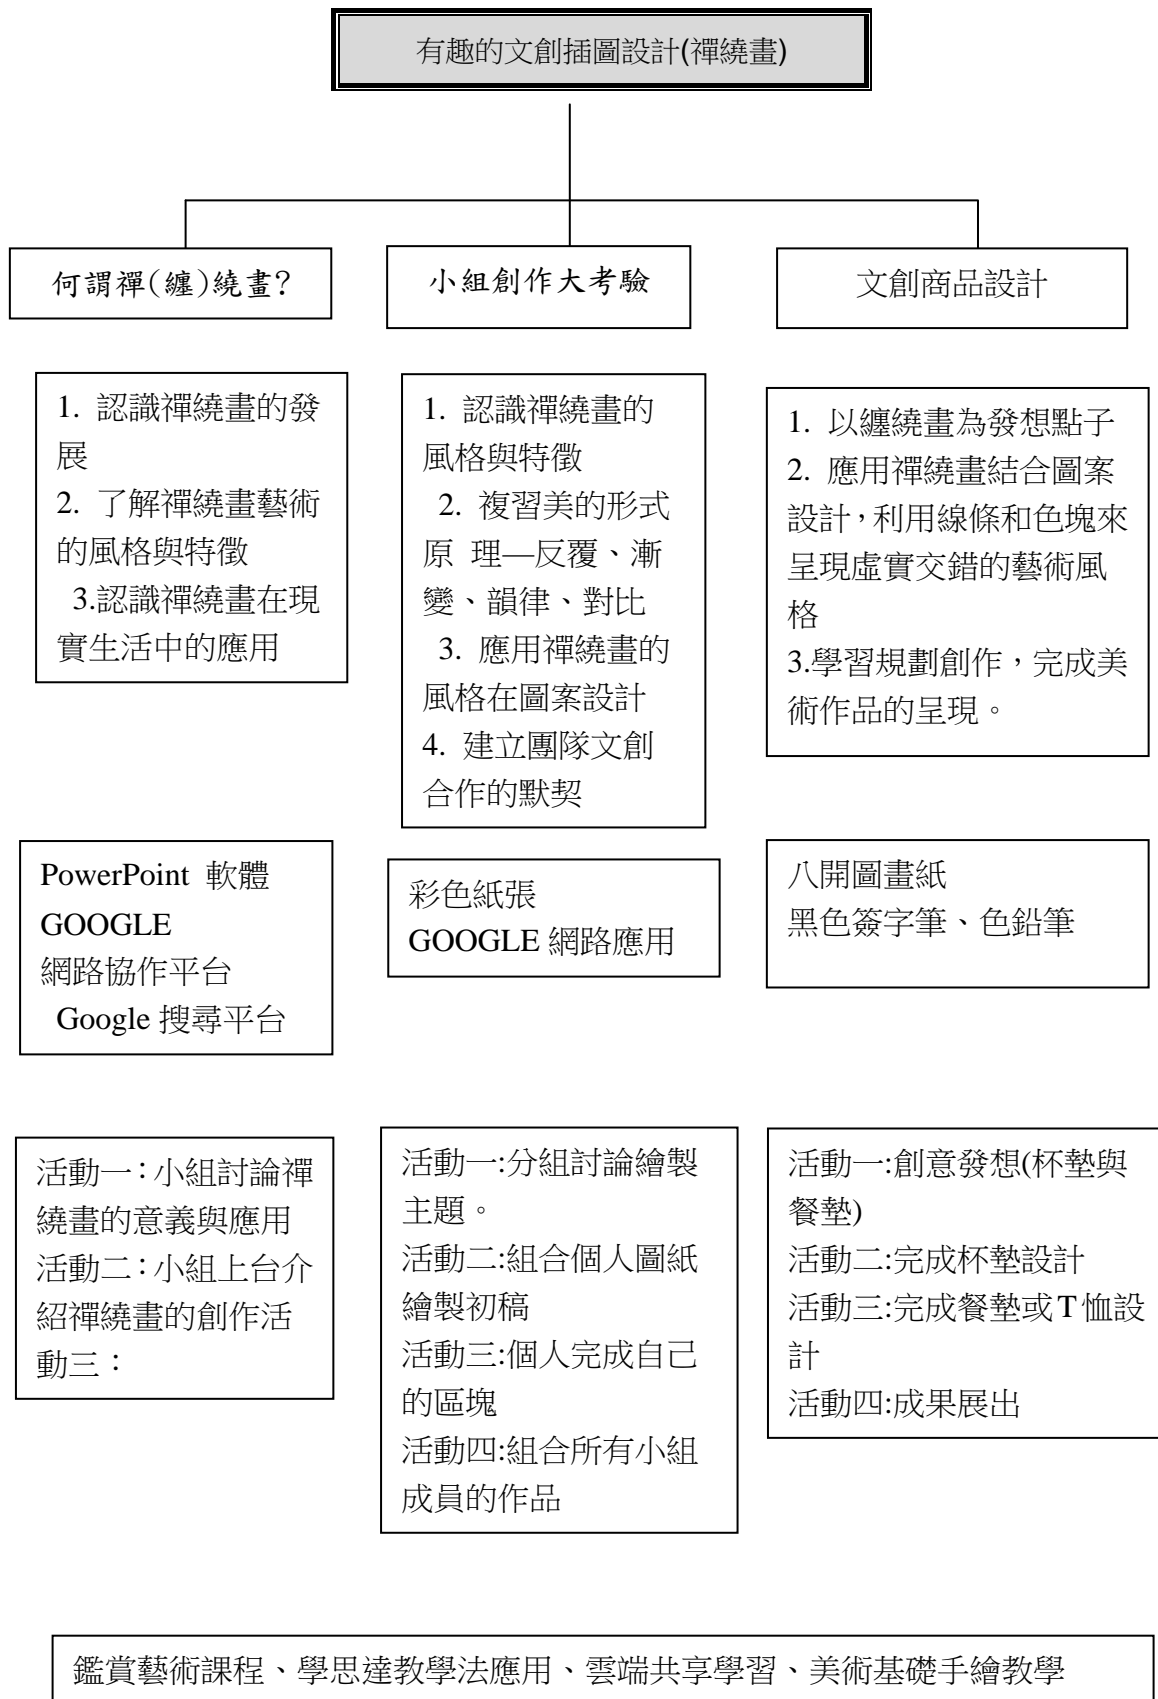 有趣的文創插圖設計(禪繞畫)
何謂禪(纏)繞畫?
小組創作大考驗
文創商品設計
1. 認識禪繞畫的發
展
2. 了解禪繞畫藝術
的風格與特徵
3.認識禪繞畫在現
實生活中的應用
1. 認識禪繞畫的
風格與特徵
2. 複習美的形式
原 理—反覆、漸
變、韻律、對比
3. 應用禪繞畫的
風格在圖案設計
4. 建立團隊文創
合作的默契
1. 以纏繞畫為發想點子
2. 應用禪繞畫結合圖案
設計，利用線條和色塊來
呈現虛實交錯的藝術風
格
3.學習規劃創作，完成美
術作品的呈現。
PowerPoint 軟體
GOOGLE
網路協作平台
Google 搜尋平台
彩色紙張
GOOGLE 網路應用
八開圖畫紙
黑色簽字筆、色鉛筆
活動一：小組討論禪
繞畫的意義與應用
活動二：小組上台介
紹禪繞畫的創作活
動三：
活動一:分組討論繪製
主題。
活動二:組合個人圖紙
繪製初稿
活動三:個人完成自己
的區塊
活動四:組合所有小組
成員的作品
活動一:創意發想(杯墊與
餐墊)
活動二:完成杯墊設計
活動三:完成餐墊或T恤設
計
活動四:成果展出
鑑賞藝術課程、學思達教學法應用、雲端共享學習、美術基礎手繪教學